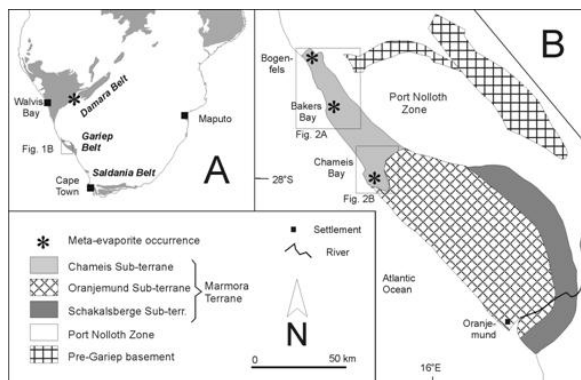 A
Walvis
Bay
Damara Belt
Gariep
Belt
Fig. 1B
Maputo
Saldania Belt
Cape
Town
B
Bogen-
fels
Port Nolloth
Zone
Bakers
Bay
Fig. 2A
Chameis
Bay
28°S
Fig. 2B
Atlantic
Ocean
Oranje-
mund
16°E
Meta-evaporite occurrence
Chameis Sub-terrane
Oranjemund Sub-terrane
Schakalsberge Sub-terr.
Marmora
Terrane
Port Nolloth Zone
Pre-Gariep basement
Settlement
River
N
0 50 km